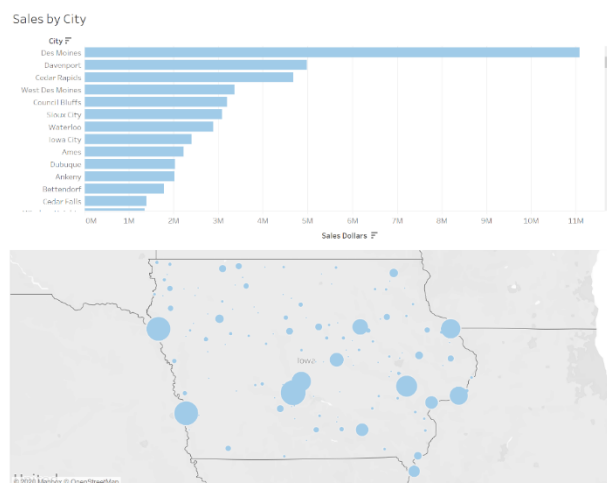 Sales by City
City
Des Moines
Davenport
Cedar Rapids
West Des Moines
Council Bluffs
Sioux City
Waterloo
Iowa City
Ames
Dubuque
Ankeny
Bettendorf
Cedar Falls
0M 1M 2M 3M 4M 5M 6M 7M 8M 9M 10M 11M
Sales Dollars
Iowa
© 2020 Mapbox © OpenStreetMap